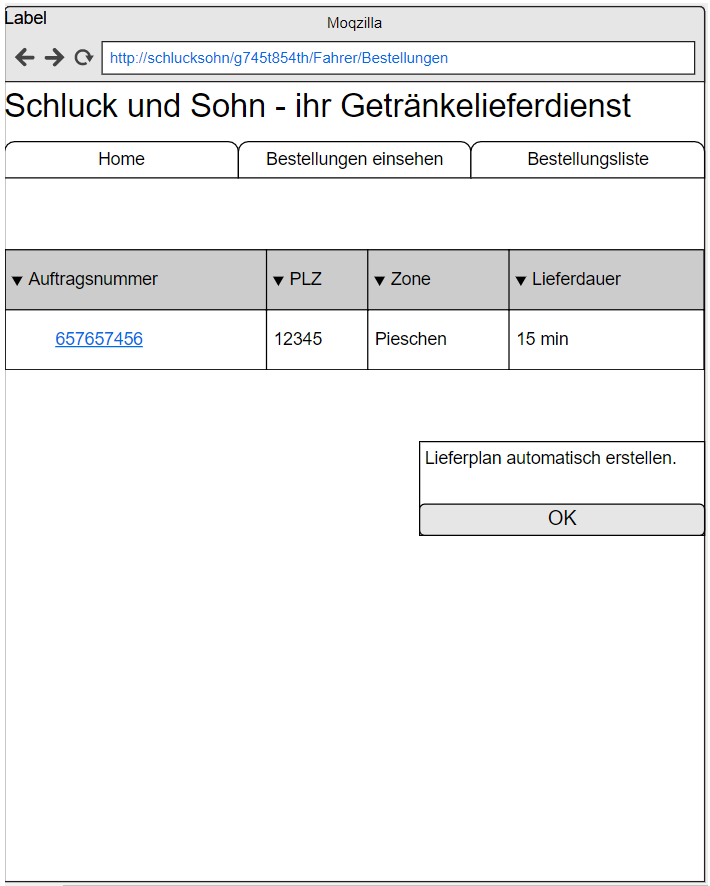 Label
Moqzilla
http://schlucksohn/g745t854th/Fahrer/Bestellungen
Schluck und Sohn - ihr Getränkelieferdienst
Home Bestellungen einsehen Bestellungsliste
▼ Auftragsnummer ▼ PLZ ▼ Zone ▼ Lieferdauer
657657456 12345 Pieschen 15 min
Lieferplan automatisch erstellen.
OK